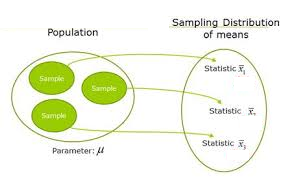 Population
Sampling Distribution
of means
Sample
Sample
Sample
Parameter: μ
Statistic x̄₁
Statistic x̄
Statistic x̄₃